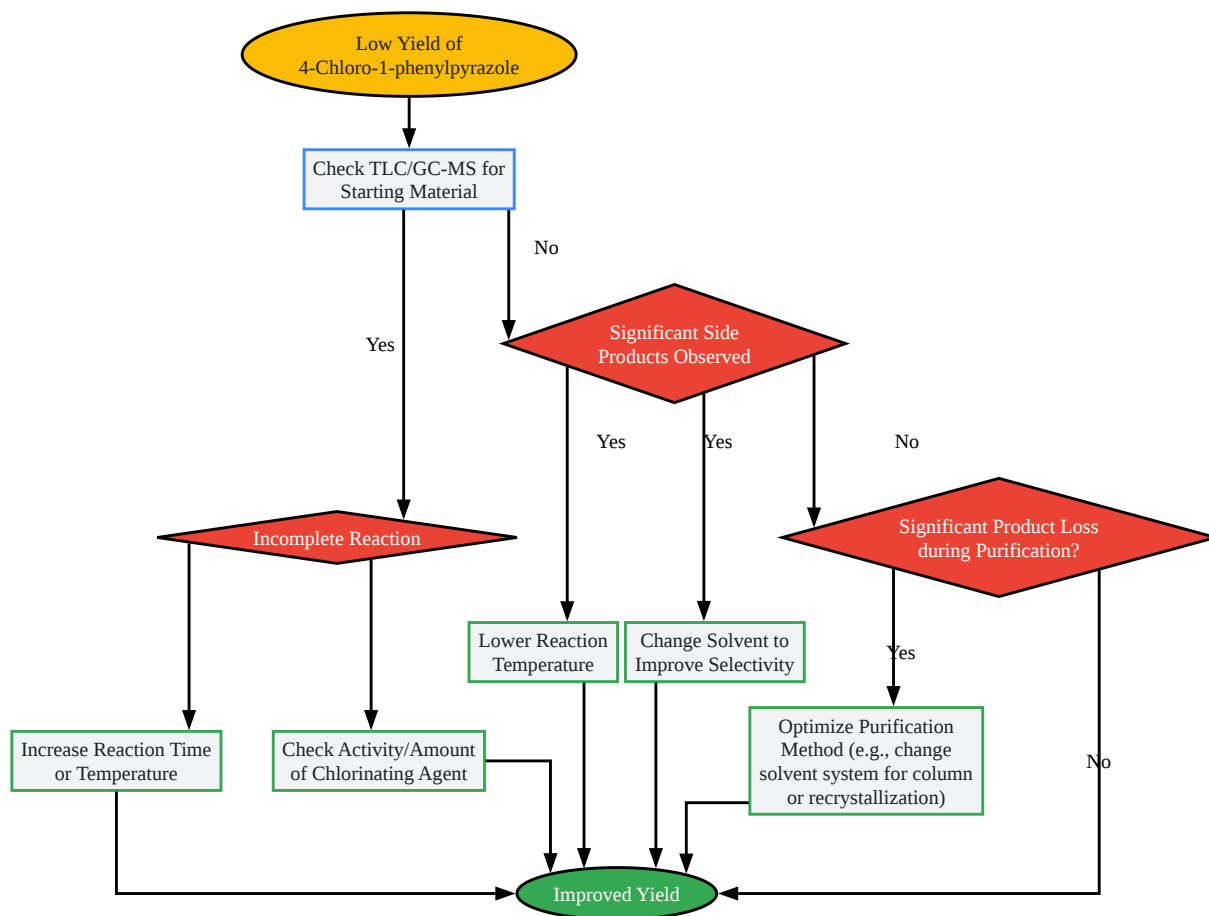 Low Yield of
4-Chloro-1-phenylpyrazole
Check TLC/GC-MS for
Starting Material
No
Yes
Significant Side
Products Observed
Yes
Yes
No
Incomplete Reaction
Significant Product Loss
during Purification?
Lower Reaction
Temperature
Change Solvent to
Improve Selectivity
Yes
No
Increase Reaction Time
or Temperature
Check Activity/Amount
of Chlorinating Agent
Optimize Purification
Method (e.g., change
solvent system for column
or recrystallization)
Improved Yield